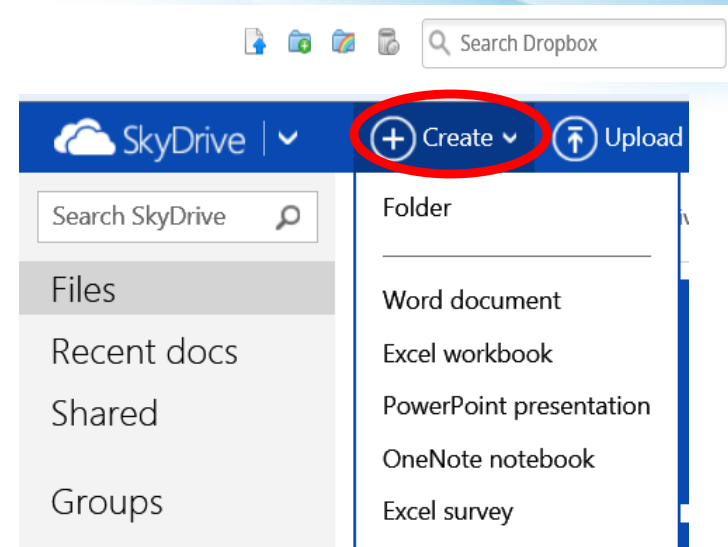 Search Dropbox
SkyDrive Create Upload
Search SkyDrive
Files
Recent docs
Shared
Groups
Folder
Word document
Excel workbook
PowerPoint presentation
OneNote notebook
Excel survey